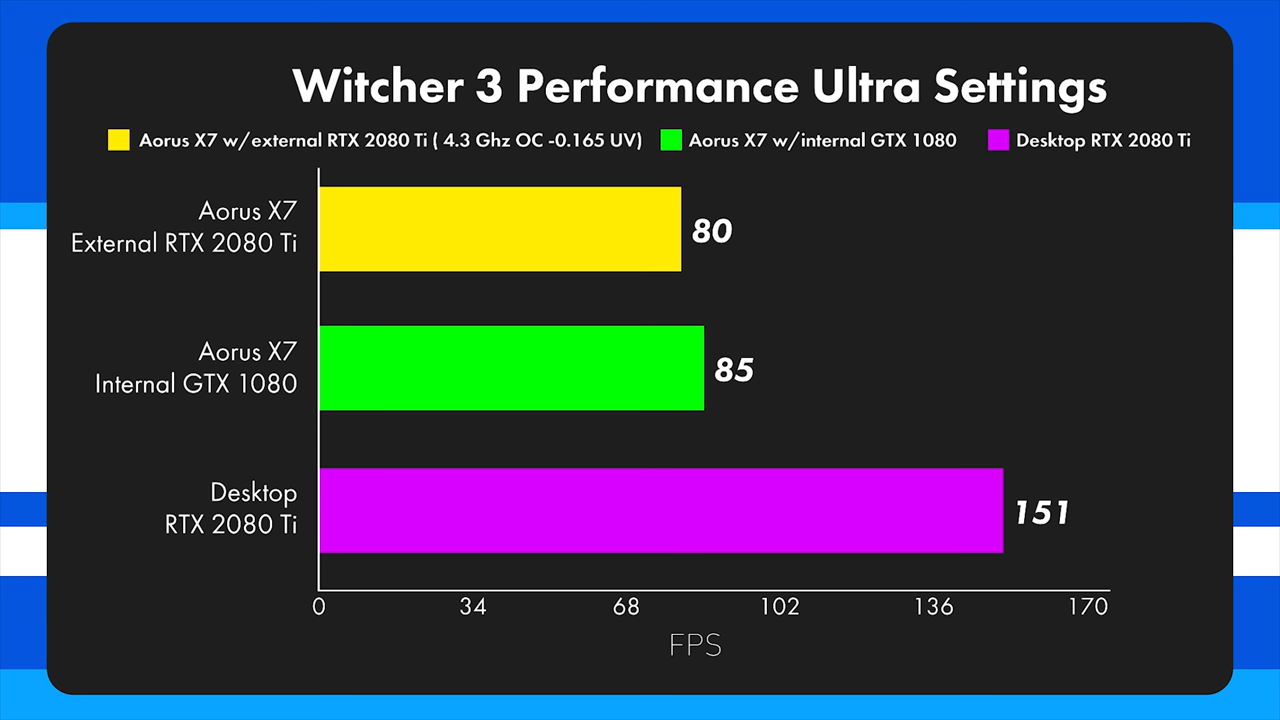 Witcher 3 Performance Ultra Settings
Aorus X7 w/external RTX 2080 Ti ( 4.3 Ghz OC -0.165 UV) Aorus X7 w/internal GTX 1080 Desktop RTX 2080 Ti
Aorus X7
External RTX 2080 Ti
80
Aorus X7
Internal GTX 1080
85
Desktop
RTX 2080 Ti
151
0 34 68 102 136 170
FPS